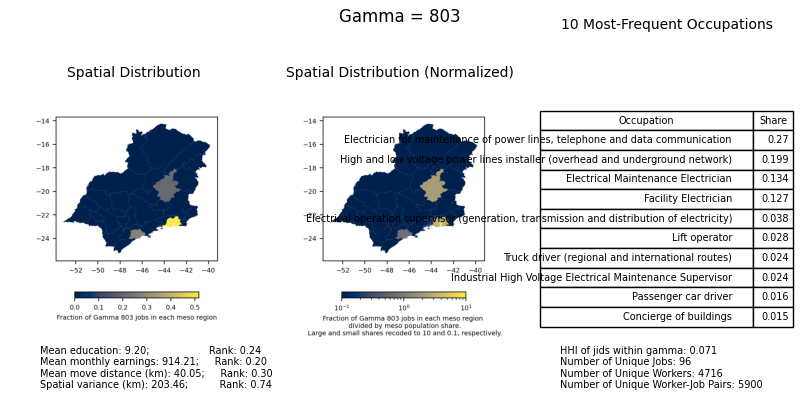 Gamma = 803
10 Most-Frequent Occupations
Spatial Distribution
Spatial Distribution (Normalized)
Occupation Share
Electrician for maintenance of power lines, telephone and data communication 0.27
High and low voltage power lines installer (overhead and underground network) 0.199
Electrical Maintenance Electrician 0.134
Facility Electrician 0.127
Electrical operation supervisor (generation, transmission and distribution of electricity) 0.038
Lift operator 0.028
Truck driver (regional and international routes) 0.024
Industrial High Voltage Electrical Maintenance Supervisor 0.024
Passenger car driver 0.016
Concierge of buildings 0.015
−14
−16
−18
−20
−22
−24
−52 −50 −48 −46 −44 −42 −40
0.0 0.1 0.2 0.3 0.4 0.5
Fraction of Gamma 803 jobs in each meso region
−14
−16
−18
−20
−24
−52 −50 −48 −46 −44 −42 −40
10⁻¹ 10⁰ 10¹
Fraction of Gamma 803 jobs in each meso region
divided by meso population share.
Large and small shares recoded to 10 and 0.1, respectively.
Mean education: 9.20; Rank: 0.24
Mean monthly earnings: 914.21; Rank: 0.20
Mean move distance (km): 40.05; Rank: 0.30
Spatial variance (km): 203.46; Rank: 0.74
HHI of jids within gamma: 0.071
Number of Unique Jobs: 96
Number of Unique Workers: 4716
Number of Unique Worker-Job Pairs: 5900